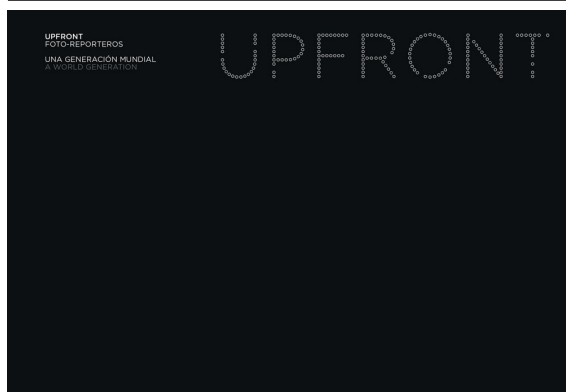 UPFRONT
FOTO-REPORTEROS
UNA GENERACIÓN MUNDIAL
A WORLD GENERATION
UPFRONT